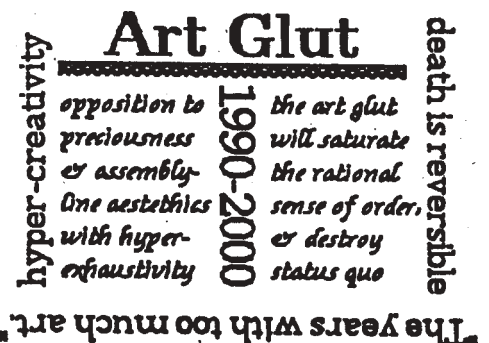 Art Glut
hyper-creativity
opposition to
preciousness
& assembly-
line aestethics
with hyper-
exhaustivity
1990-2000
the art glut
will saturate
the rational
sense of order,
& destroy
status quo
death is reversible
"The years with too much art."